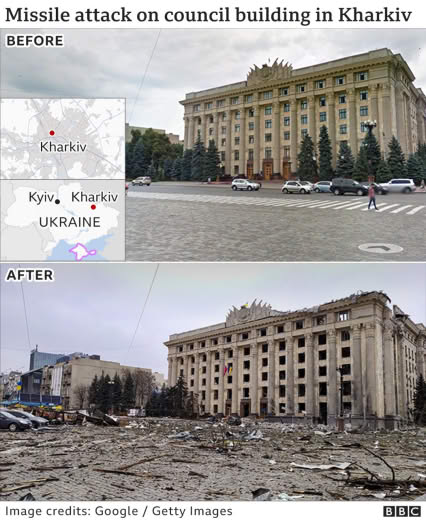 Missile attack on council building in Kharkiv
BEFORE
Kharkiv
Kyiv Kharkiv
UKRAINE
AFTER
Image credits: Google / Getty Images
BBC